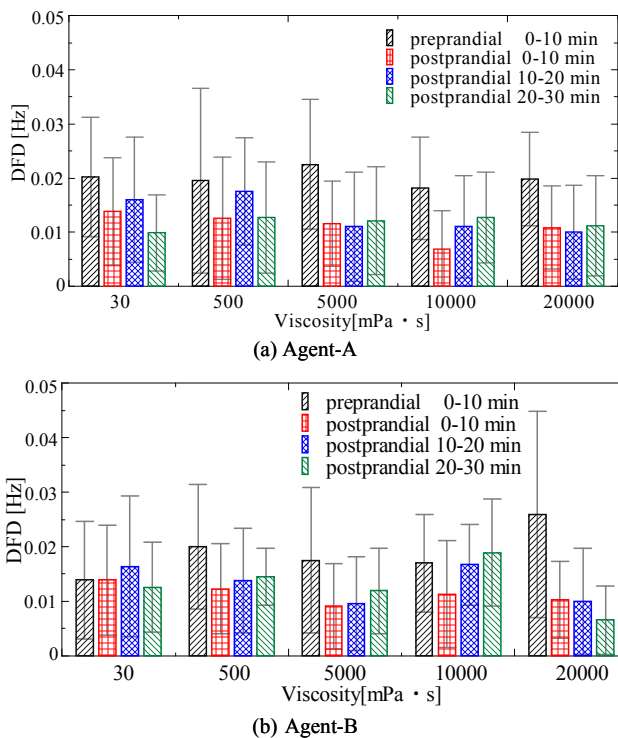 0.05
preprandial 0-10 min
postprandial 0-10 min
0.04
postprandial 10-20 min
postprandial 20-30 min
0.03
DFD [Hz]
0.02
0.01
0
30 500 5000 10000 20000
Viscosity[mPa・s]
(a) Agent-A
0.05
preprandial 0-10 min
postprandial 0-10 min
0.04
postprandial 10-20 min
postprandial 20-30 min
0.03
DFD [Hz]
0.02
0.01
0
30 500 5000 10000 20000
Viscosity[mPa・s]
(b) Agent-B